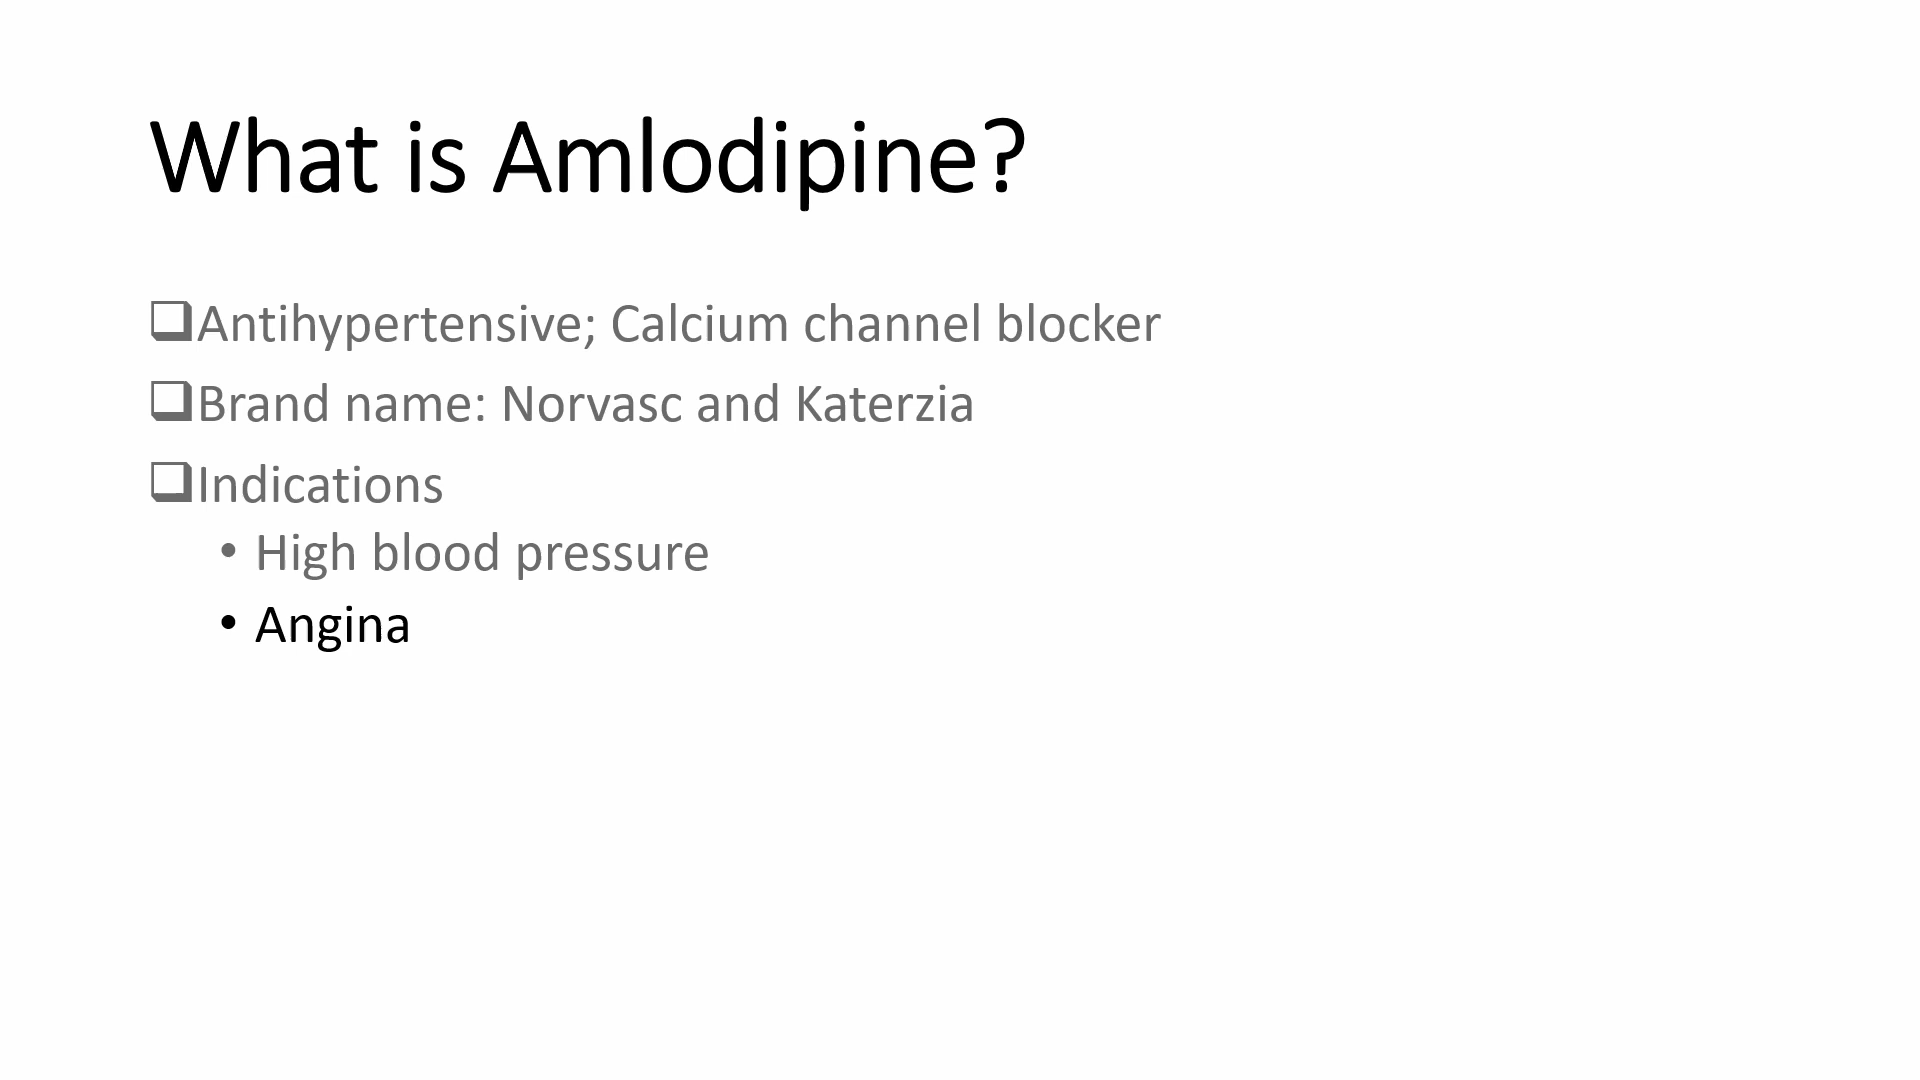 What is Amlodipine?
❑Antihypertensive; Calcium channel blocker
❑Brand name: Norvasc and Katerzia
❑Indications
• High blood pressure
• Angina